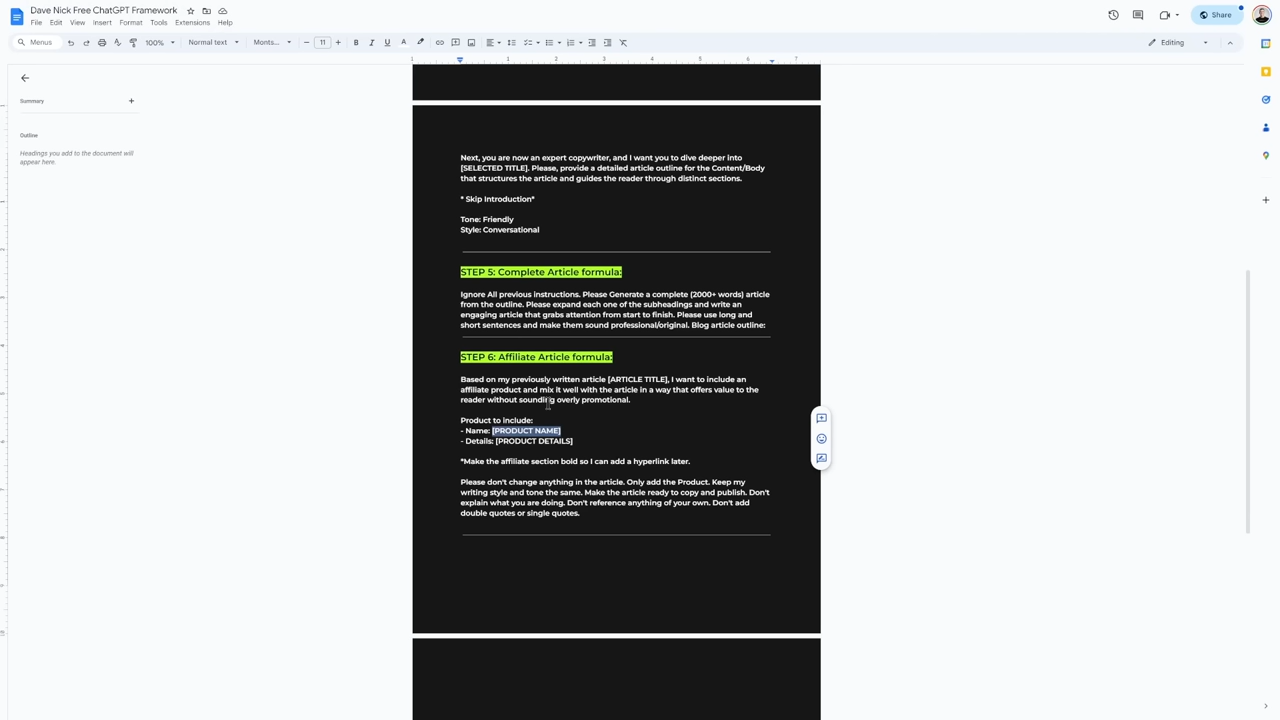 Dave Nick Free ChatGPT Framework
File Edit View Insert Format Tools Extensions Help
Share
Menus 100% Normal text Monts... 11 Editing
1 1 2 3 4 5 6 7
Summary
Outline
Headings you add to the document will
appear here.
Next, you are now an expert copywriter, and I want you to dive deeper into
[SELECTED TITLE]. Please, provide a detailed article outline for the Content/Body
that structures the article and guides the reader through distinct sections.
* Skip Introduction*
Tone: Friendly
Style: Conversational
STEP 5: Complete Article formula:
Ignore All previous instructions. Please Generate a complete (2000+ words) article
from the outline. Please expand each one of the subheadings and write an
engaging article that grabs attention from start to finish. Please use long and
short sentences and make them sound professional/original. Blog article outline:
STEP 6: Affiliate Article formula:
Based on my previously written article [ARTICLE TITLE], I want to include an
affiliate product and mix it well with the article in a way that offers value to the
reader without sounding overly promotional.
Product to include:
- Name: [PRODUCT NAME]
- Details: [PRODUCT DETAILS]
*Make the affiliate section bold so I can add a hyperlink later.
Please don't change anything in the article. Only add the Product. Keep my
writing style and tone the same. Make the article ready to copy and publish. Don't
explain what you are doing. Don't reference anything of your own. Don't add
double quotes or single quotes.